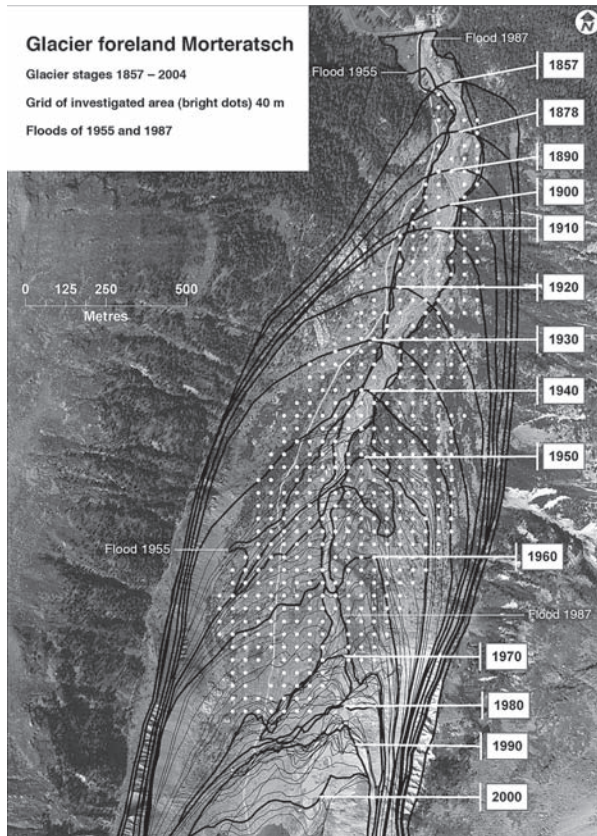 Glacier foreland Morteratsch
Glacier stages 1857 – 2004
Grid of investigated area (bright dots) 40 m
Floods of 1955 and 1987
N
Flood 1987
Flood 1955
1857
1878
1890
1900
1910
0 125 250 500
Metres
1920
1930
1940
1950
Flood 1955
1960
Flood 1987
1970
1980
1990
2000